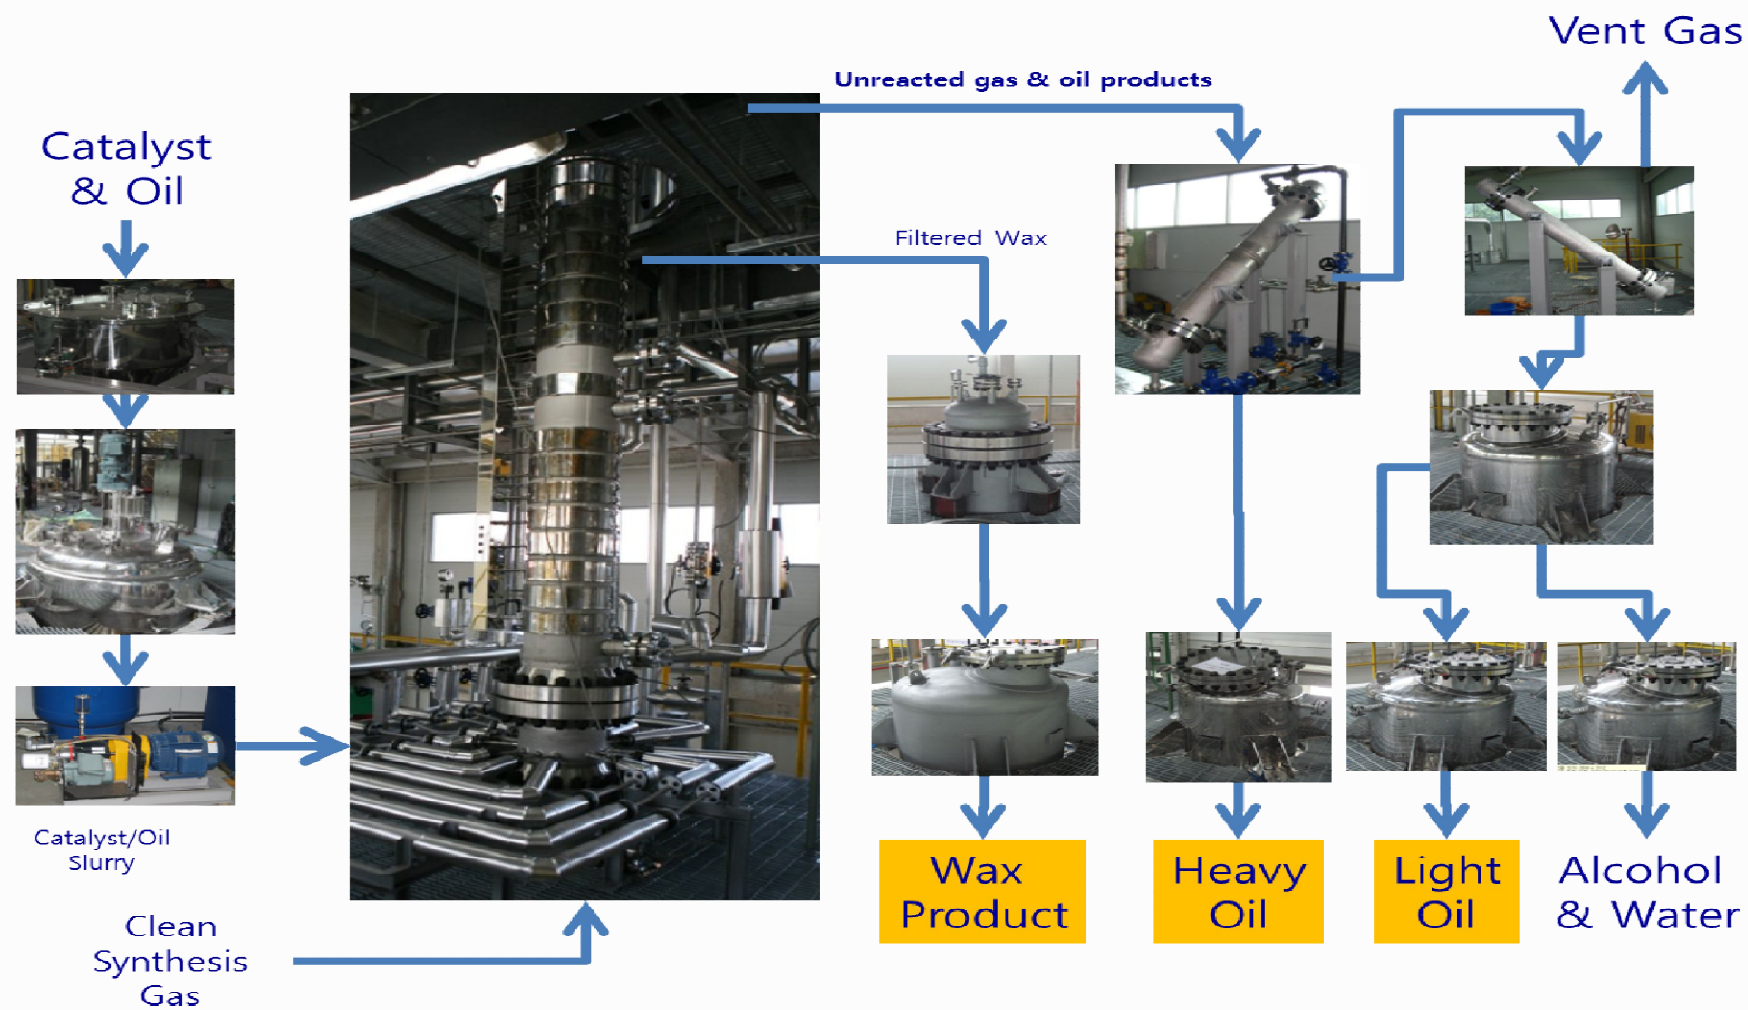 Vent Gas
Unreacted gas & oil products
Catalyst
& Oil
Filtered Wax
Catalyst/Oil
Slurry
Wax
Product
Heavy
Oil
Light
Oil
Alcohol
& Water
Clean
Synthesis
Gas